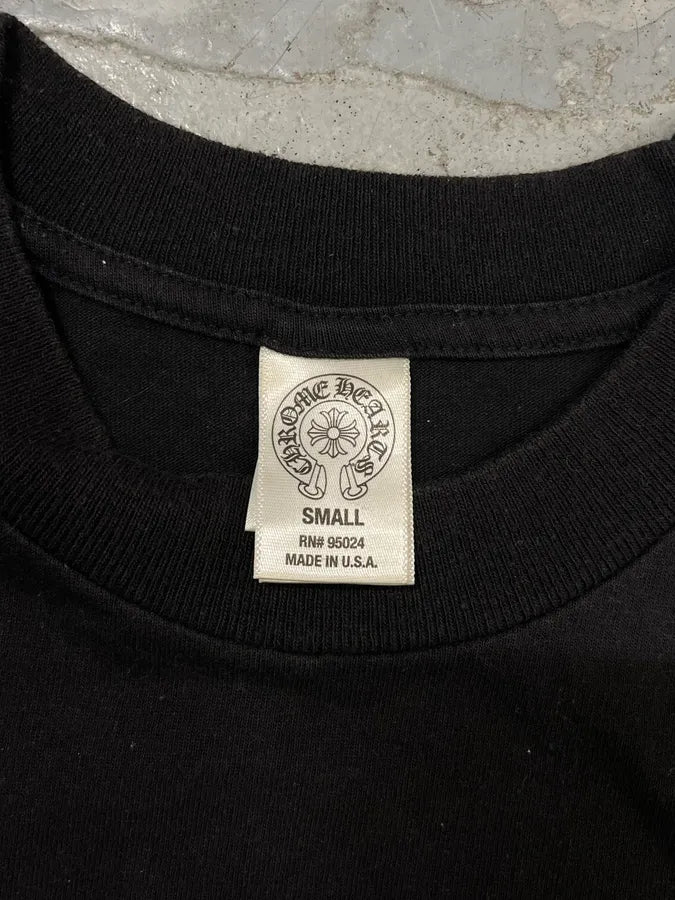 CHROME HEARTS
SMALL
RN# 95024
MADE IN U.S.A.